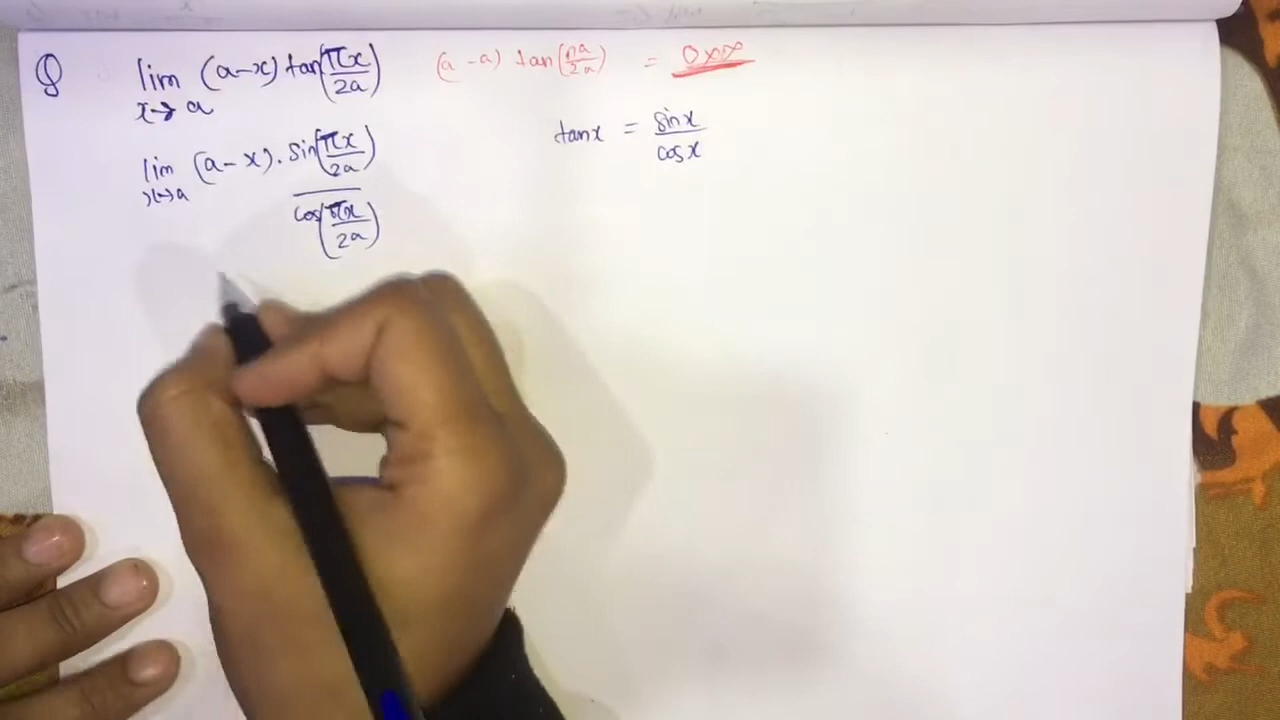 Q lim x→a (a-x) tan(πx/2a) (a-a) tan(πa/2a) = 0×∞
tanx = sinx/cosx
lim x→a (a-x). sin(πx/2a)/cos(πx/2a)